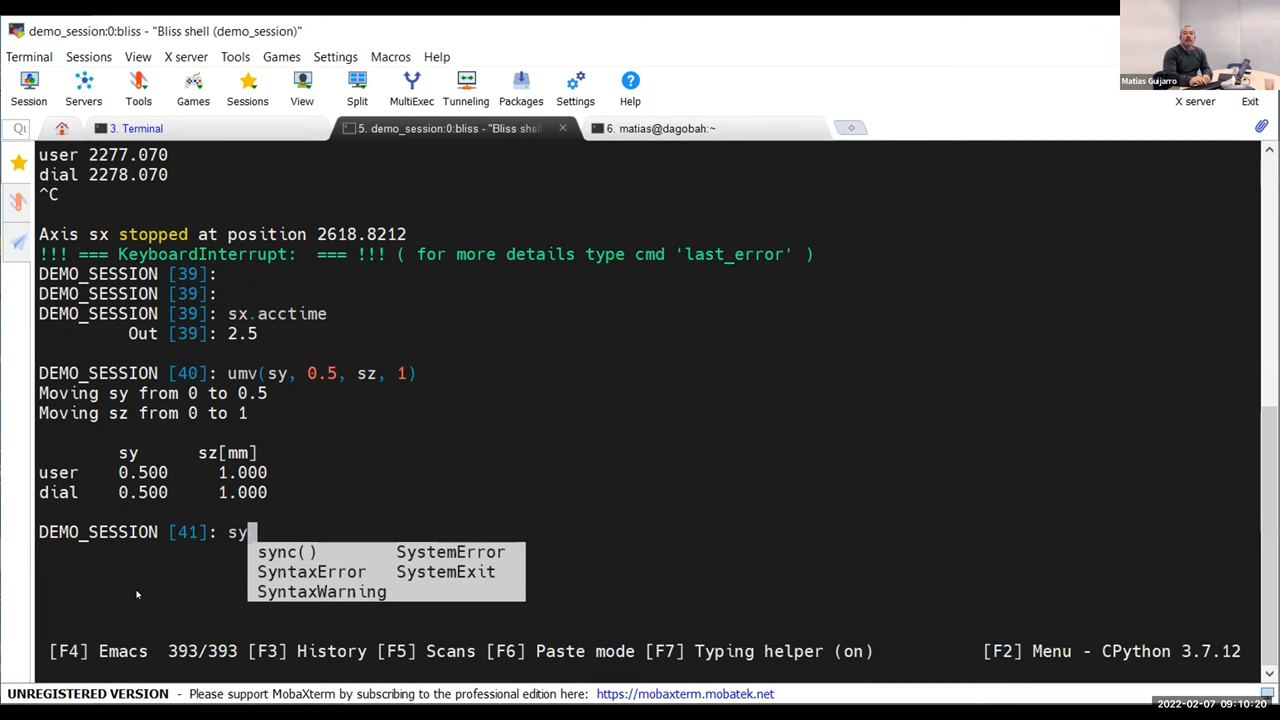 demo_session:0:bliss - "Bliss shell (demo_session)"
Terminal Sessions View X server Tools Games Settings Macros Help
Session Servers Tools Games Sessions View Split MultiExec Tunneling Packages Settings Help
X server Exit
Matias Guijarro
3. Terminal
5. demo_session:0:bliss - "Bliss shel
6. matias@dagobah:~
user 2277.070
dial 2278.070
^C
Axis sx stopped at position 2618.8212
!!! === KeyboardInterrupt:  === !!! ( for more details type cmd 'last_error' )
DEMO_SESSION [39]:
DEMO_SESSION [39]:
DEMO_SESSION [39]: sx.acctime
Out [39]: 2.5
DEMO_SESSION [40]: umv(sy, 0.5, sz, 1)
Moving sy from 0 to 0.5
Moving sz from 0 to 1
sy sz[mm]
user 0.500 1.000
dial 0.500 1.000
DEMO_SESSION [41]: sy
sync() SystemError
SyntaxError SystemExit
SyntaxWarning
[F4] Emacs 393/393 [F3] History [F5] Scans [F6] Paste mode [F7] Typing helper (on) [F2] Menu - CPython 3.7.12
UNREGISTERED VERSION - Please support MobaXterm by subscribing to the professional edition here: https://mobaxterm.mobatek.net
2022-02-07 09:10:20